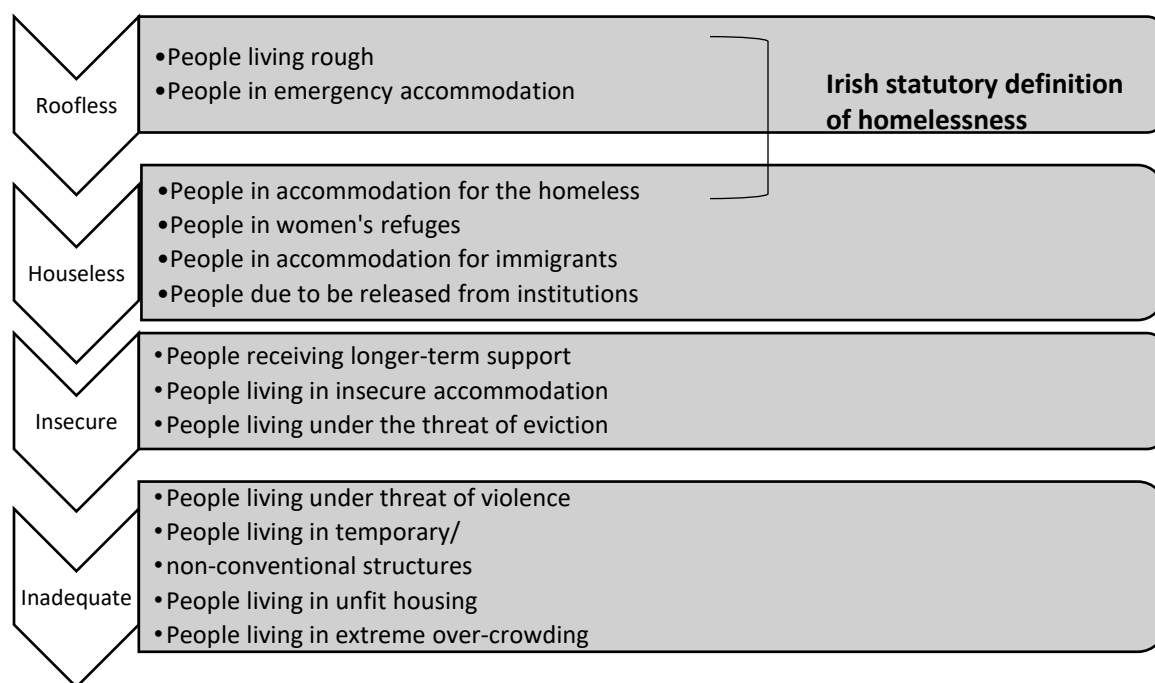 Roofless
•People living rough
•People in emergency accommodation
Irish statutory definition
of homelessness
Houseless
•People in accommodation for the homeless
•People in women's refuges
•People in accommodation for immigrants
•People due to be released from institutions
Insecure
•People receiving longer-term support
•People living in insecure accommodation
•People living under the threat of eviction
Inadequate
•People living under threat of violence
•People living in temporary/
•non-conventional structures
•People living in unfit housing
•People living in extreme over-crowding